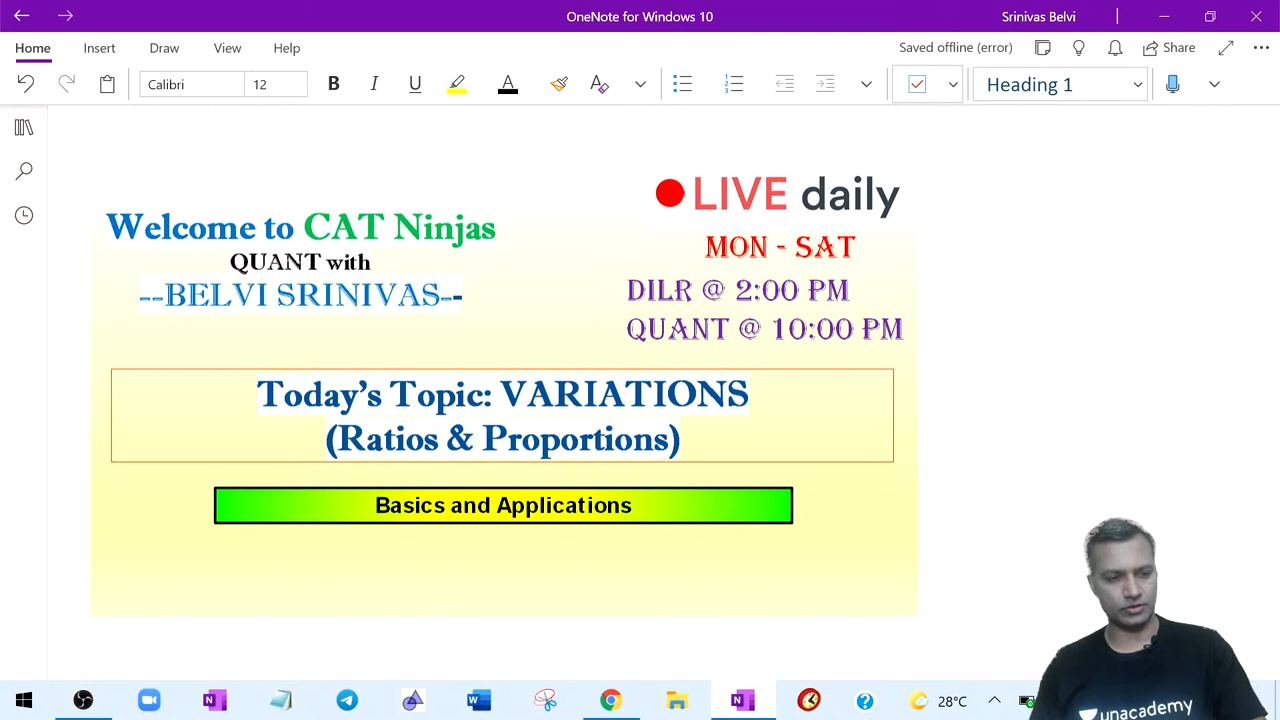 OneNote for Windows 10
Srinivas Belvi
Home
Insert
Draw
View
Help
Saved offline (error)
Share
Calibri
12
B
I
U
A
A
Heading 1
LIVE daily
Welcome to CAT Ninjas
QUANT with
--BELVI SRINIVAS--
MON - SAT
DILR @ 2:00 PM
QUANT @ 10:00 PM
Today's Topic: VARIATIONS
(Ratios & Proportions)
Basics and Applications
unacademy
28°C